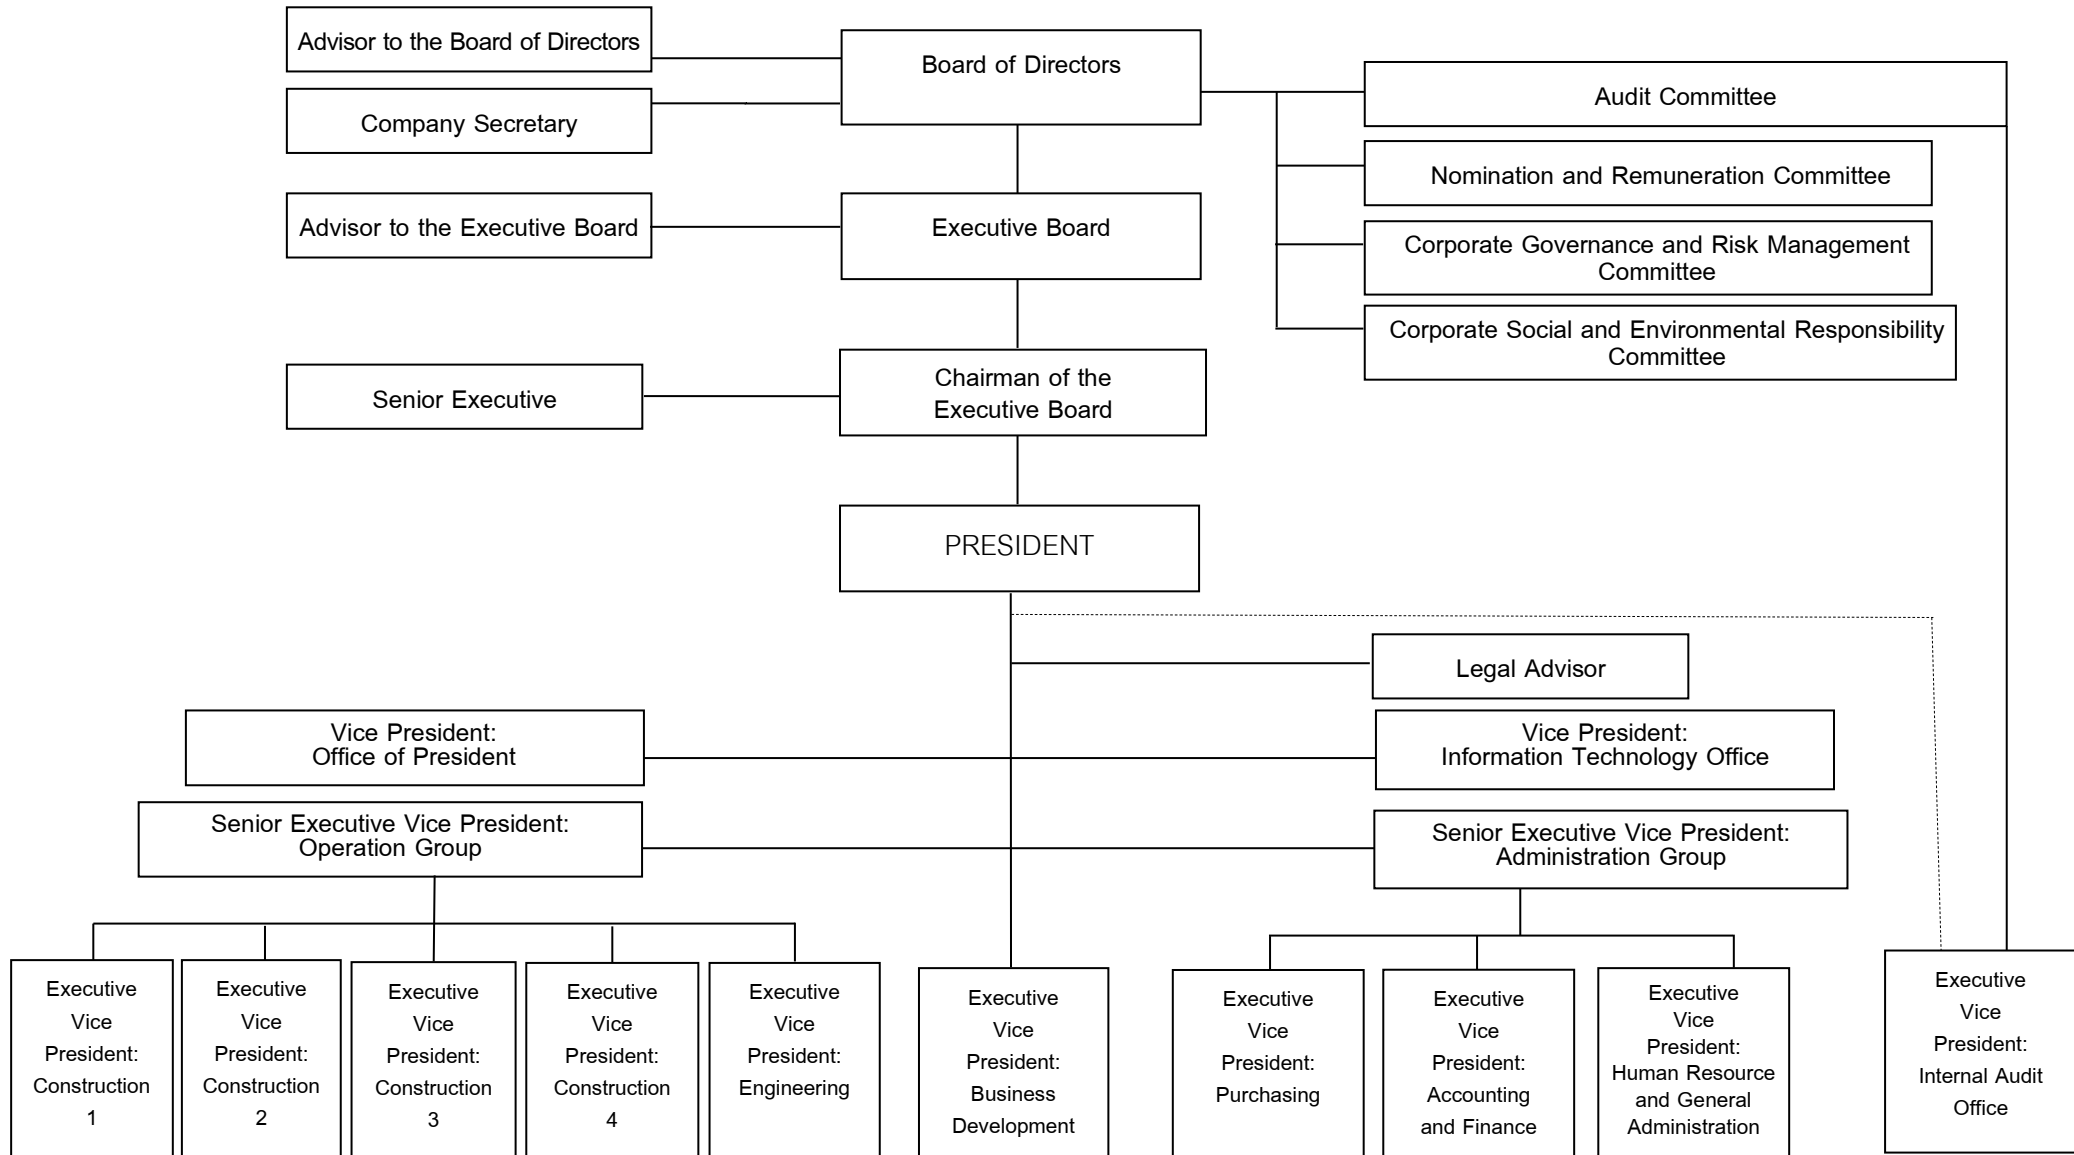 Advisor to the Board of Directors
Board of Directors
Audit Committee
Company Secretary
Nomination and Remuneration Committee
Advisor to the Executive Board
Executive Board
Corporate Governance and Risk Management
Committee
Corporate Social and Environmental Responsibility
Committee
Senior Executive
Chairman of the
Executive Board
PRESIDENT
Legal Advisor
Vice President:
Office of President
Vice President:
Information Technology Office
Senior Executive Vice President:
Operation Group
Senior Executive Vice President:
Administration Group
Executive
Vice
President:
Construction
1
Executive
Vice
President:
Construction
2
Executive
Vice
President:
Construction
3
Executive
Vice
President:
Construction
4
Executive
Vice
President:
Engineering
Executive
Vice
President:
Business
Development
Executive
Vice
President:
Purchasing
Executive
Vice
President:
Accounting
and Finance
Executive
Vice
President:
Human Resource
and General
Administration
Executive
Vice
President:
Internal Audit
Office